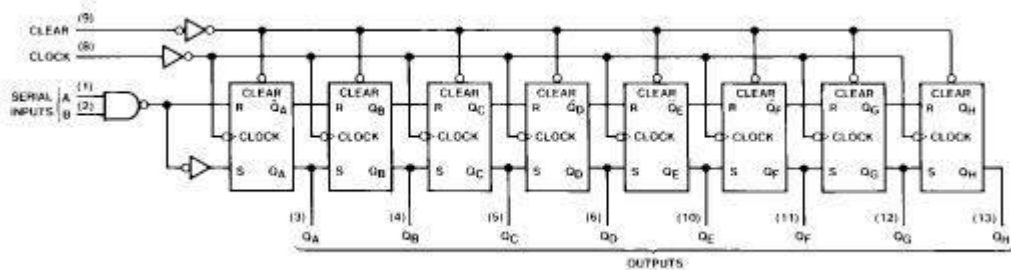 CLEAR (9)
CLOCK (8)
SERIAL INPUTS A (1)
B (2)
CLEAR CLEAR CLEAR CLEAR CLEAR CLEAR CLEAR CLEAR
R Q̅A R Q̅B R Q̅C R Q̅D R Q̅E R Q̅F R Q̅G R Q̅H
CLOCK CLOCK CLOCK CLOCK CLOCK CLOCK CLOCK CLOCK
S QA S QB S QC S QD S QE S QF S QG S QH
(3) (4) (5) (6) (10) (11) (12) (13)
QA QB QC QD QE QF QG QH
OUTPUTS